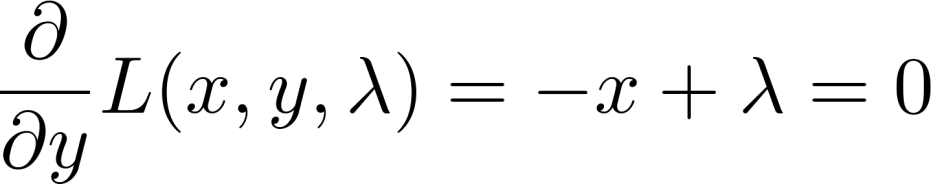 ∂/∂y L(x, y, λ) = −x + λ = 0